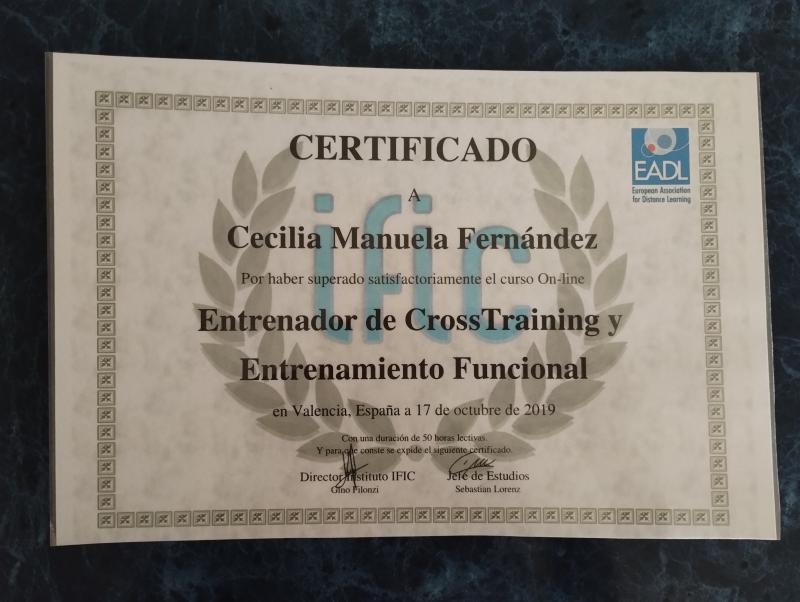 CERTIFICADO
A
Cecilia Manuela Fernández
Por haber superado satisfactoriamente el curso On-line
Entrenador de CrossTraining y
Entrenamiento Funcional
en Valencia, España a 17 de octubre de 2019
Con una duración de 50 horas lectivas.
Y para que conste se expide el siguiente certificado.
Director Instituto IFIC
Gino Filonzi
Jefe de Estudios
Sebastian Lorenz
ific
EADL
European Association
for Distance Learning